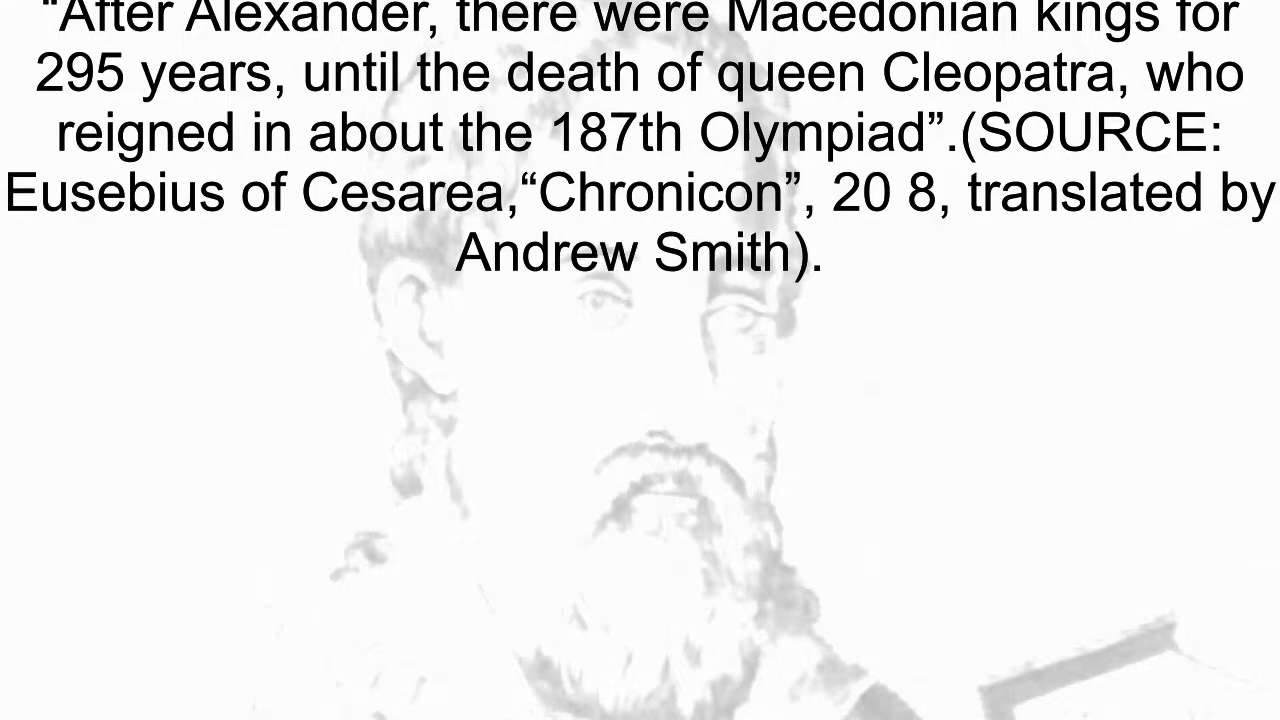 “After Alexander, there were Macedonian kings for
295 years, until the death of queen Cleopatra, who
reigned in about the 187th Olympiad”.(SOURCE:
Eusebius of Cesarea,“Chronicon”, 20 8, translated by
Andrew Smith).